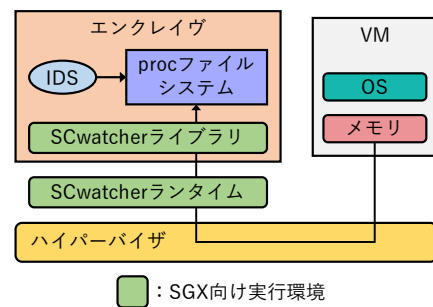 エンクレイヴ
VM
IDS
procファイル
システム
OS
メモリ
SCwatcherライブラリ
SCwatcherランタイム
ハイパーバイザ
：SGX向け実行環境